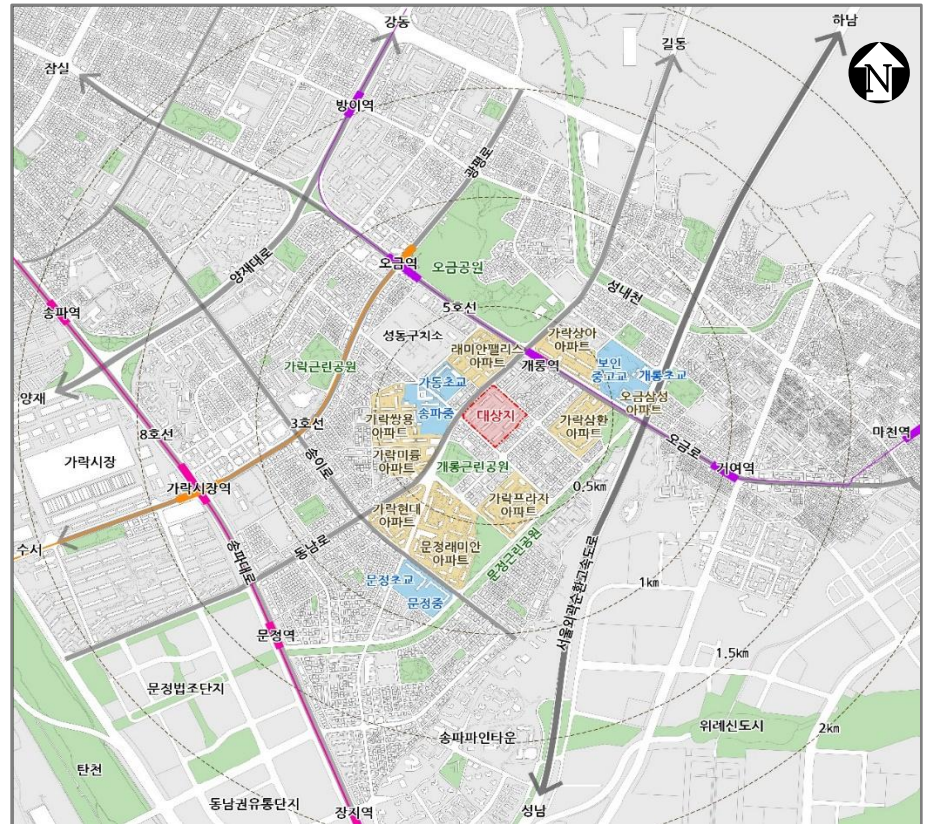 강동
하남
길동
잠실
N
방이역
광평로
오금역
오금공원
양재대로
성내천
5호선
송파역
성동구치소
가락상아
아파트
래미안팰리스
아파트
개롱역
보인
중고교
개롱초교
가락근린공원
가동초교
오금삼성
아파트
양재
송파중
대상지
가락쌍용
아파트
가락삼환
아파트
3호선
8호선
마천역
오금로
가락시장
송이로
가락미륭
아파트
개롱근린공원
거여역
가락시장역
0.5km
가락프라자
아파트
가락현대
아파트
수서
동남로
문정래미안
아파트
문정근린공원
송파대로
서울외곽순환고속도로
문정초교
1km
문정중
문정역
1.5km
문정법조단지
위례신도시
2km
송파파인타운
탄천
동남권유통단지
장지역
성남